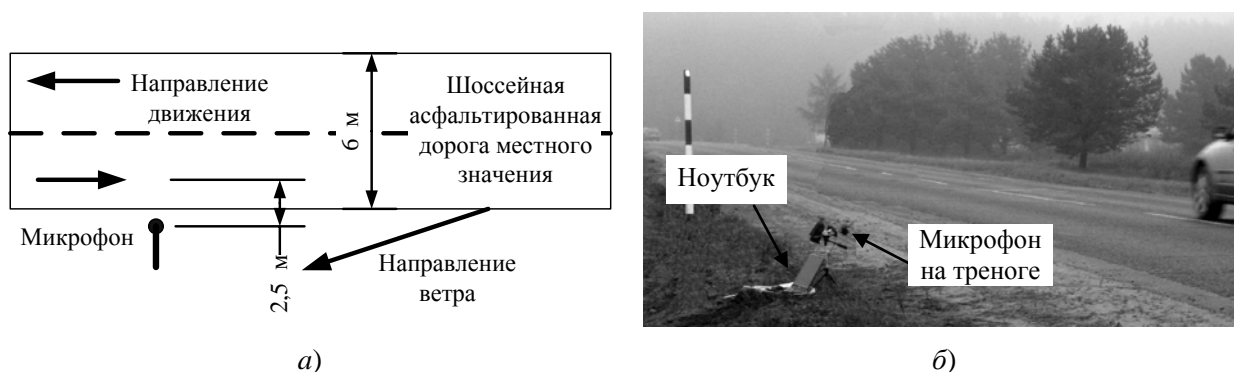 Направление
движения
6 м
Шоссейная
асфальтированная
дорога местного
значения
Микрофон
2,5 м
Направление
ветра
а)
Ноутбук
Микрофон
на треноге
б)